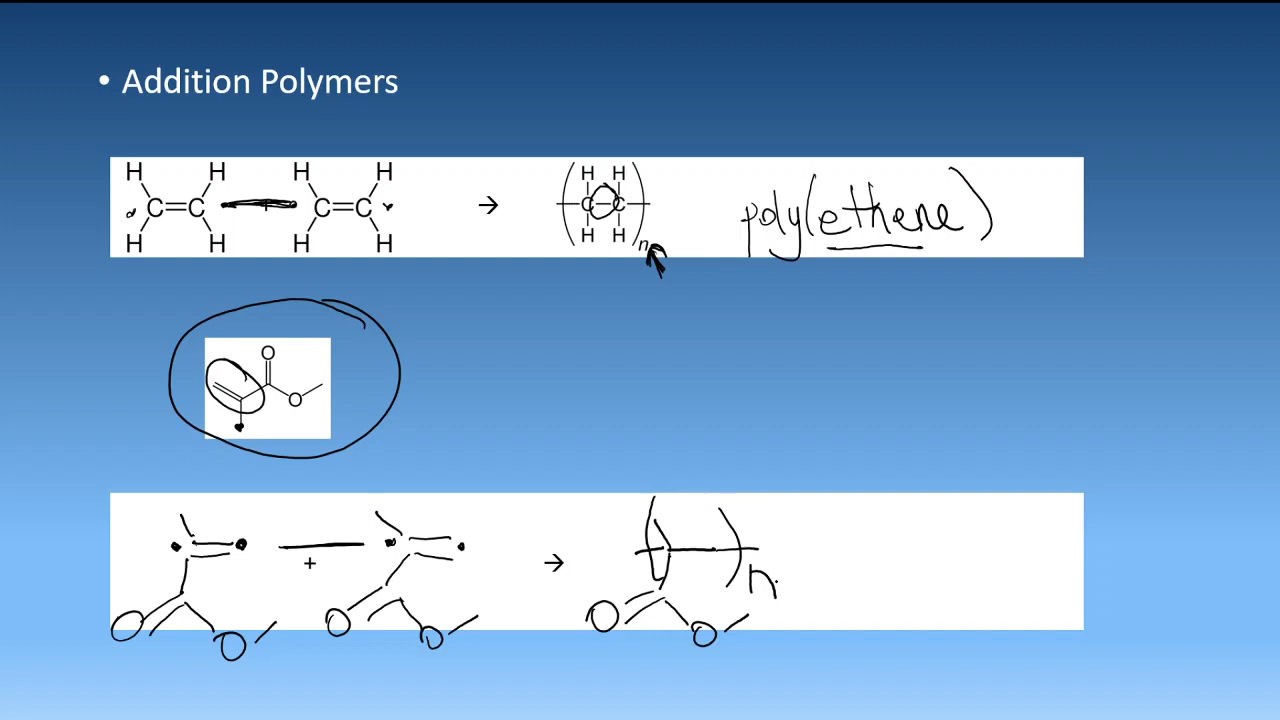 • Addition Polymers
H H H H H H
C=C + C=C → C C n poly(ethene)
H H H H H H
O
O
+ → n
O O O O O O